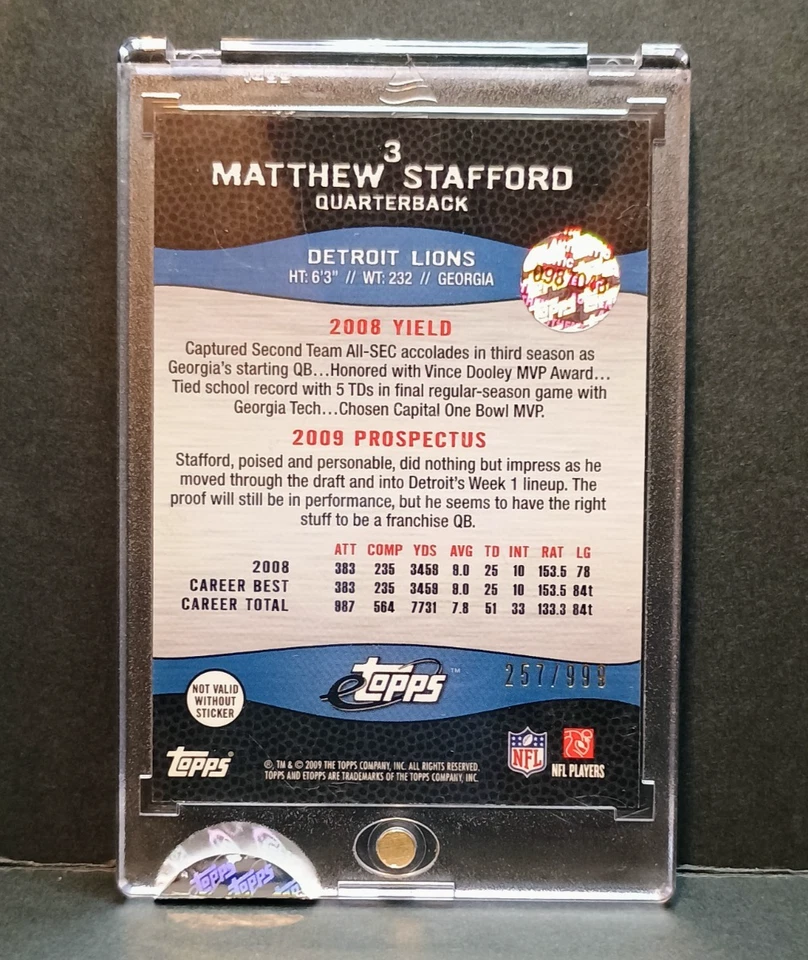 3
MATTHEW STAFFORD
QUARTERBACK
DETROIT LIONS
HT: 6'3" // WT: 232 // GEORGIA
2008 YIELD
Captured Second Team All-SEC accolades in third season as
Georgia's starting QB...Honored with Vince Dooley MVP Award...
Tied school record with 5 TDs in final regular-season game with
Georgia Tech...Chosen Capital One Bowl MVP.
2009 PROSPECTUS
Stafford, poised and personable, did nothing but impress as he
moved through the draft and into Detroit's Week 1 lineup. The
proof will still be in performance, but he seems to have the right
stuff to be a franchise QB.
ATT COMP YDS AVG TD INT RAT LG
2008 383 235 3459 9.0 25 10 153.5 78
CAREER BEST 383 235 3459 9.0 25 10 153.5 84t
CAREER TOTAL 987 564 7731 7.8 51 33 133.3 84t
etopps™
257/999
NOT VALID
WITHOUT
STICKER
topps®
®, TM & © 2009 THE TOPPS COMPANY, INC. ALL RIGHTS RESERVED.
TOPPS AND ETOPPS ARE TRADEMARKS OF THE TOPPS COMPANY, INC.
NFL
NFL PLAYERS
topps topps